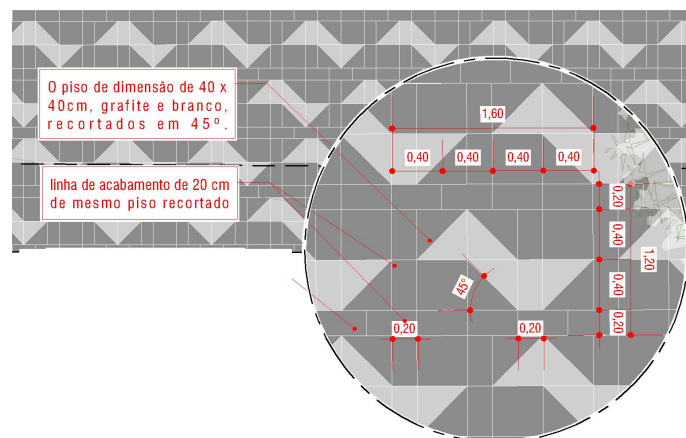 O piso de dimensão de 40 x
40cm, grafite e branco,
recortados em 45º.
linha de acabamento de 20 cm
de mesmo piso recortado
1,60
0,40 0,40 0,40 0,40
0,20
0,40
1,20
0,40
0,20
45º
0,20 0,20